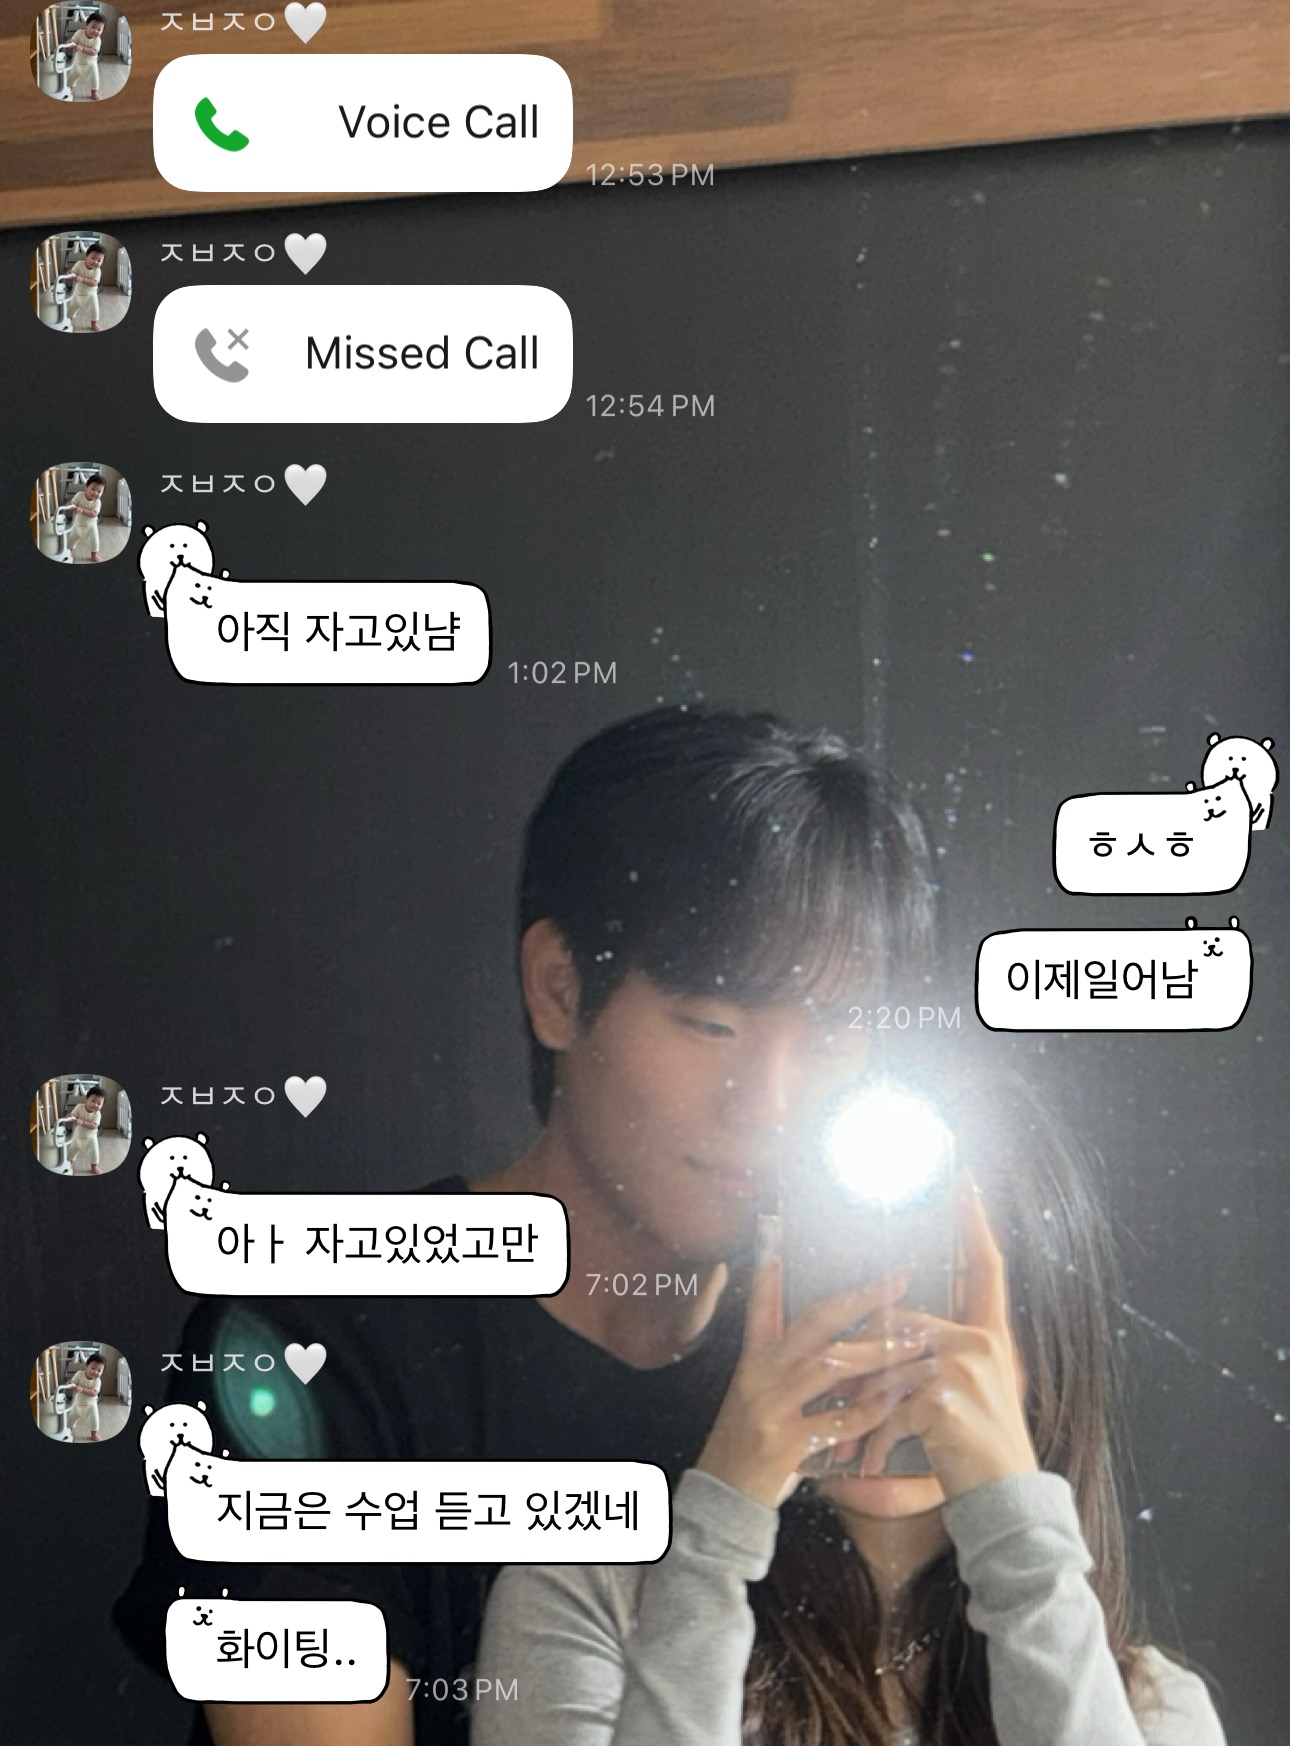 ㅈㅂㅈㅇ🤍
Voice Call
12:53 PM
ㅈㅂㅈㅇ🤍
Missed Call
12:54 PM
ㅈㅂㅈㅇ🤍
아직 자고있냠
1:02 PM
ㅎㅅㅎ
이제일어남
2:20 PM
ㅈㅂㅈㅇ🤍
아ㅏ 자고있었고만
7:02 PM
ㅈㅂㅈㅇ🤍
지금은 수업 듣고 있겠네
화이팅..
7:03 PM